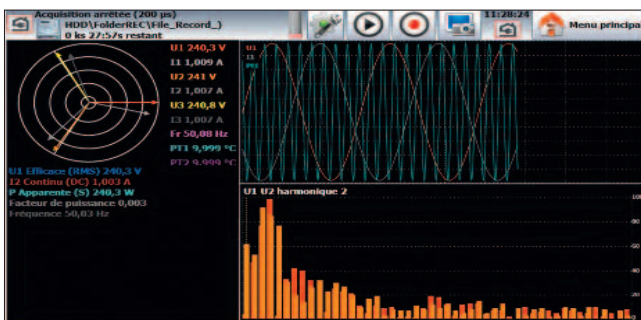 Acquisition arrêtée (200 µs)
HDD\FolderREC\File_Record_)
0 ks 27:57s restant
11:28:24
Menu principa
U1 240,3 V
I1 1,009 A
U2 241 V
I2 1,007 A
U3 240,8 V
I3 1,007 A
Fr 50,08 Hz
PT1 9,999 °C
PT2 9,999 °C
U1 Efficace (RMS) 240,3 V
I2 Continu (DC) 1,003 A
P Apparente (S) 240,3 W
Facteur de puissance 0,003
Fréquence 50,03 Hz
U1
I1
PT1
U1 U2 harmonique 2
100
80
60
40
20